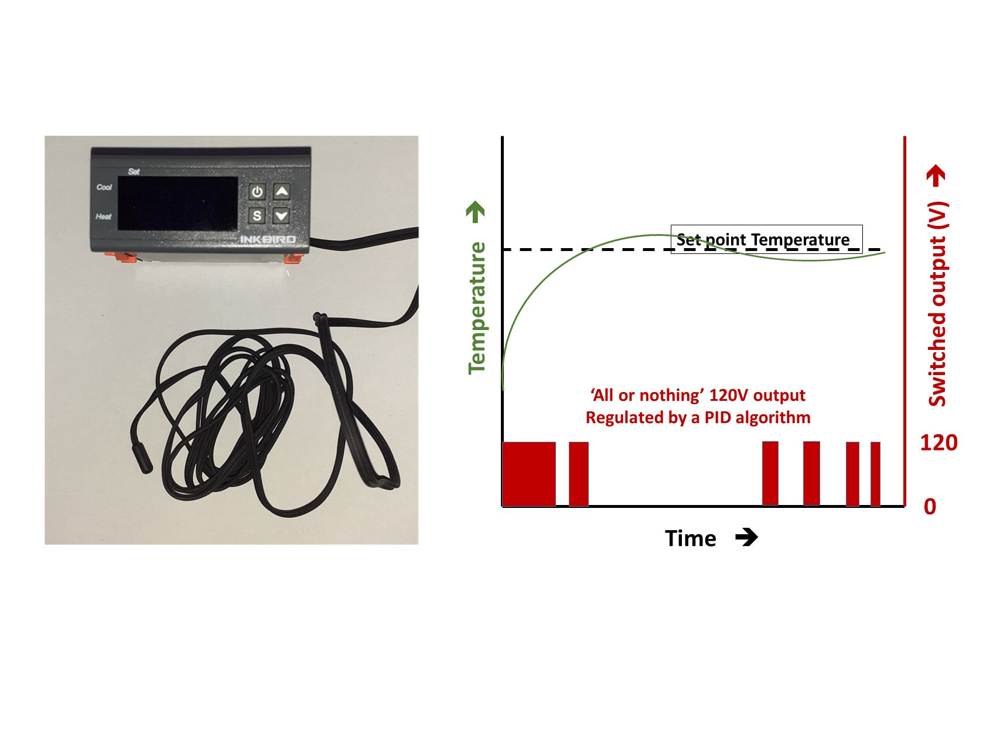 Set
Cool
Heat
S
INKBIRD
Temperature
Set point Temperature
Switched output (V)
‘All or nothing’ 120V output
Regulated by a PID algorithm
120
0
Time